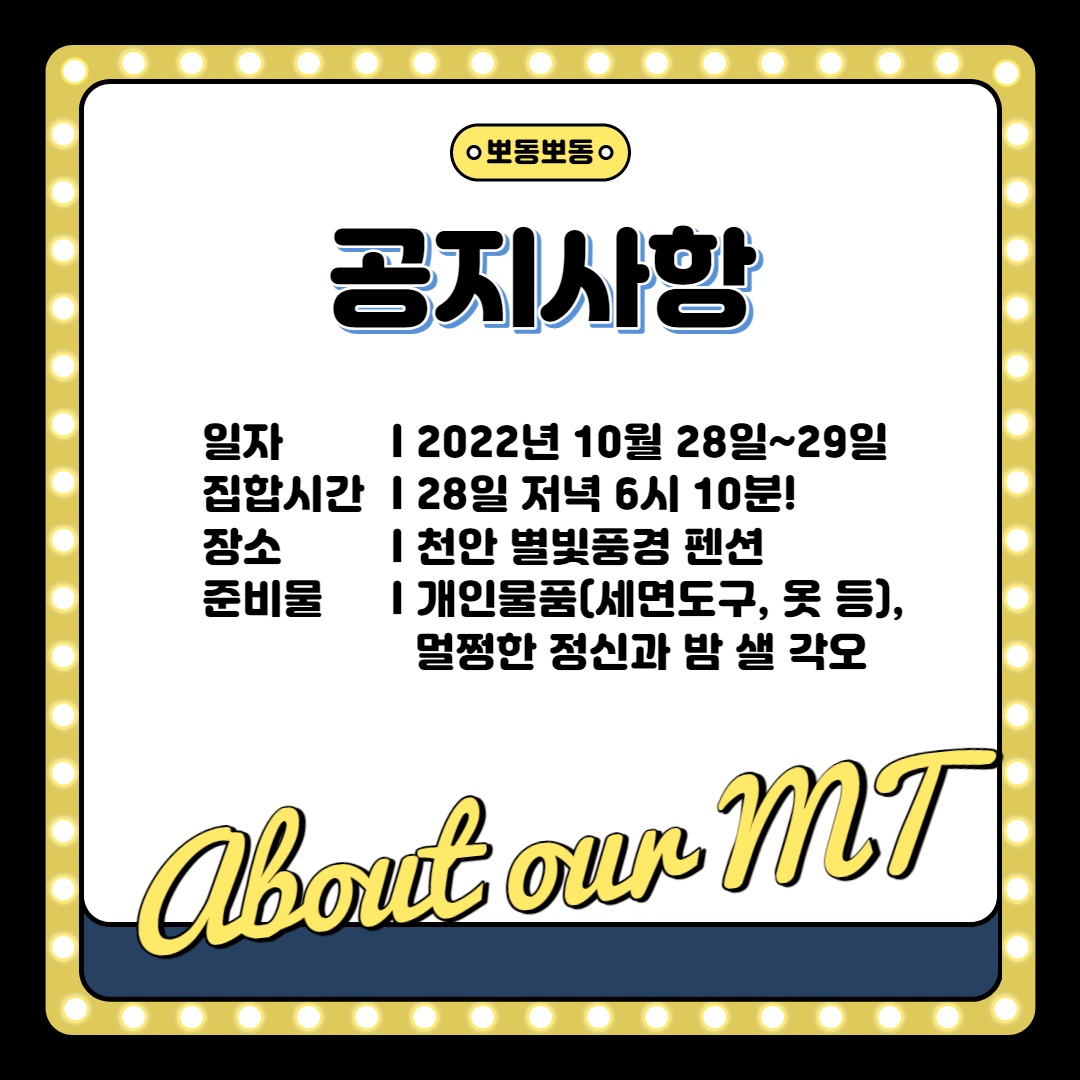 뽀동뽀동
공지사항
일자 | 2022년 10월 28일~29일
집합시간 | 28일 저녁 6시 10분!
장소 | 천안 별빛풍경 펜션
준비물 | 개인물품(세면도구, 옷 등),
멀쩡한 정신과 밤 샐 각오
About our MT